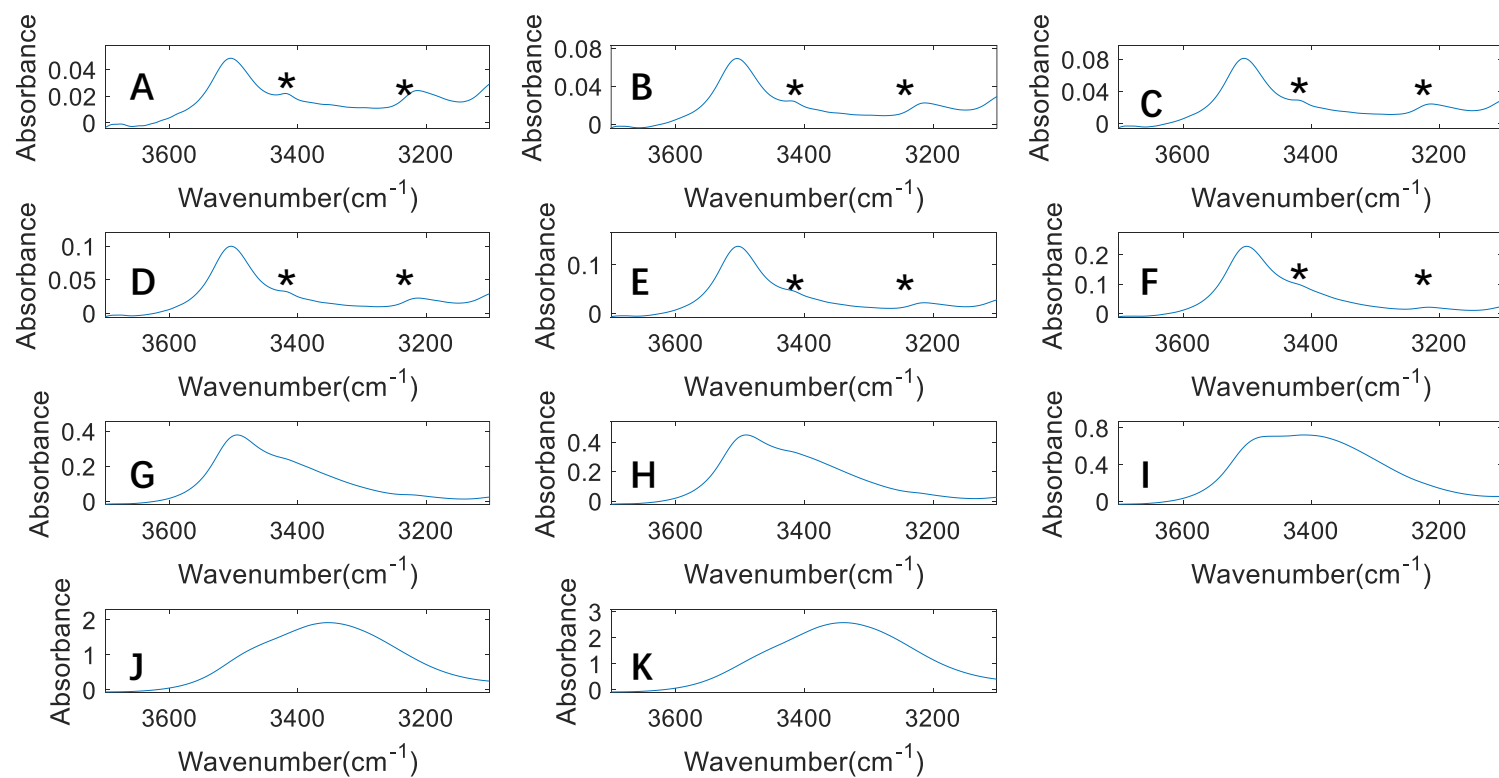 Absorbance
0.04
0.02
0
A
*
*
3600
3400
3200
Wavenumber(cm⁻¹)
Absorbance
0.08
0.04
0
B
*
*
3600
3400
3200
Wavenumber(cm⁻¹)
Absorbance
0.08
0.04
0
C
*
*
3600
3400
3200
Wavenumber(cm⁻¹)
Absorbance
0.1
0.05
0
D
*
*
3600
3400
3200
Wavenumber(cm⁻¹)
Absorbance
0.1
0
E
*
*
3600
3400
3200
Wavenumber(cm⁻¹)
Absorbance
0.2
0.1
0
F
*
*
3600
3400
3200
Wavenumber(cm⁻¹)
Absorbance
0.4
0.2
0
G
3600
3400
3200
Wavenumber(cm⁻¹)
Absorbance
0.4
0.2
0
H
3600
3400
3200
Wavenumber(cm⁻¹)
Absorbance
0.8
0.4
0
I
3600
3400
3200
Wavenumber(cm⁻¹)
Absorbance
2
1
0
J
3600
3400
3200
Wavenumber(cm⁻¹)
Absorbance
3
2
1
0
K
3600
3400
3200
Wavenumber(cm⁻¹)